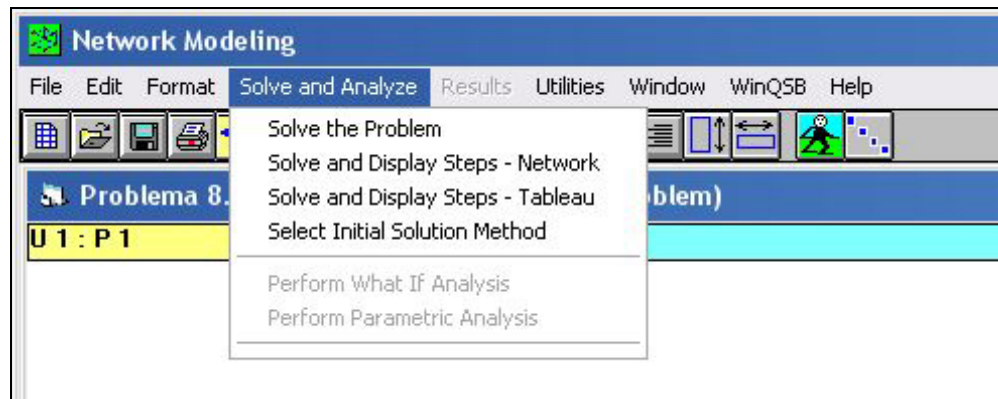 Network Modeling
File Edit Format Solve and Analyze Results Utilities Window WinQSB Help
Solve the Problem
Solve and Display Steps - Network
Solve and Display Steps - Tableau
Select Initial Solution Method
Perform What If Analysis
Perform Parametric Analysis
Problema 8. blem)
U 1 : P 1